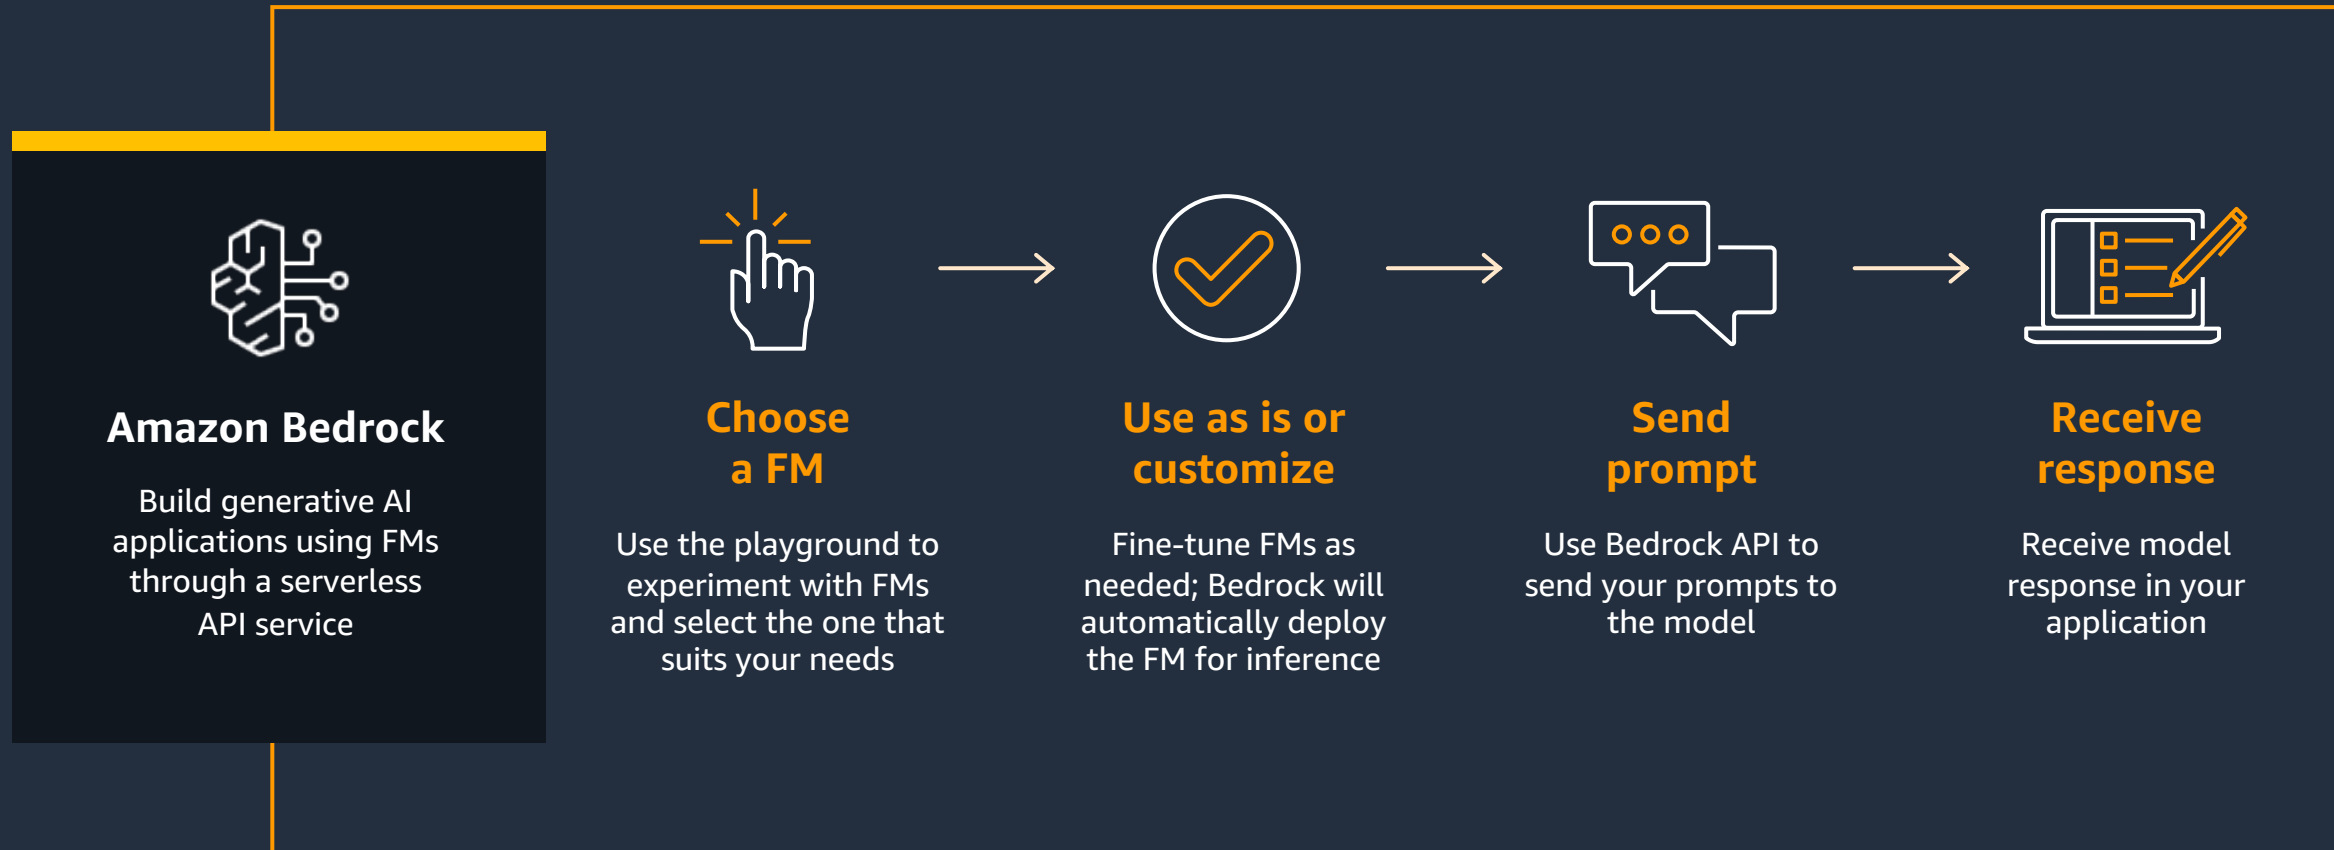 Amazon Bedrock
Build generative AI
applications using FMs
through a serverless
API service
Choose
a FM
Use the playground to
experiment with FMs
and select the one that
suits your needs
Use as is or
customize
Fine-tune FMs as
needed; Bedrock will
automatically deploy
the FM for inference
Send
prompt
Use Bedrock API to
send your prompts to
the model
Receive
response
Receive model
response in your
application